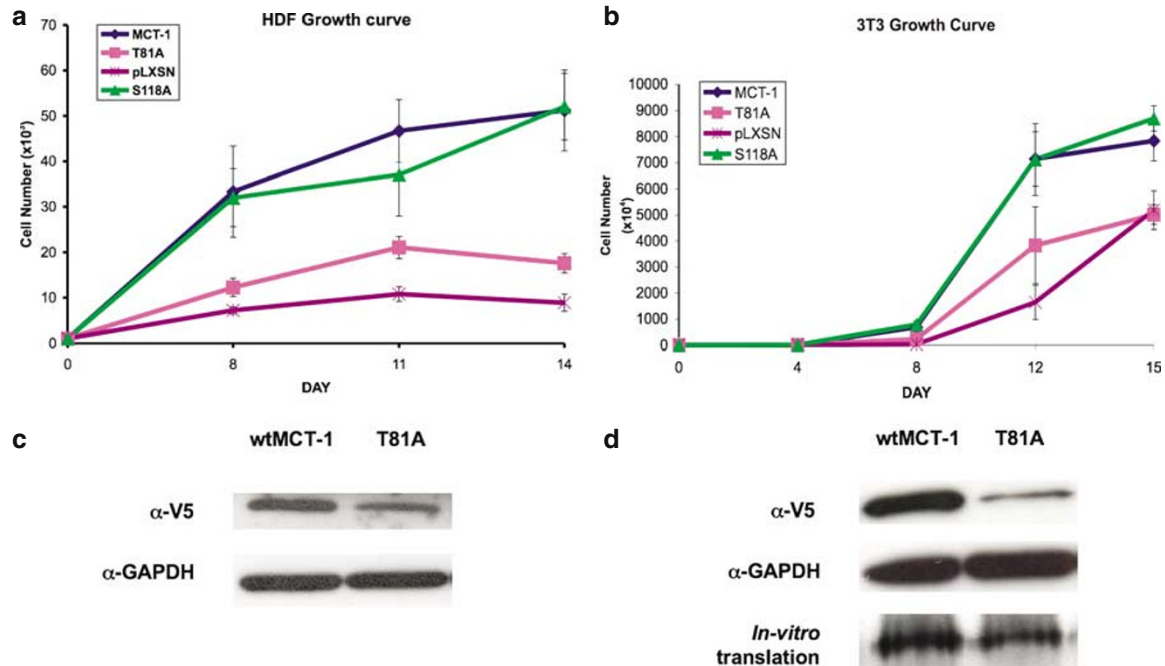 a
HDF Growth curve
70
60
50
40
30
20
10
0
Cell Number (x10⁴)
MCT-1
T81A
pLXSN
S118A
0 8 11 14
DAY
b
3T3 Growth Curve
10000
9000
8000
7000
6000
5000
4000
3000
2000
1000
0
Cell Number
(x10⁴)
MCT-1
T81A
pLXSN
S118A
0 4 8 12 15
DAY
c
wtMCT-1 T81A
α-V5
α-GAPDH
d
wtMCT-1 T81A
α-V5
α-GAPDH
In-vitro
translation